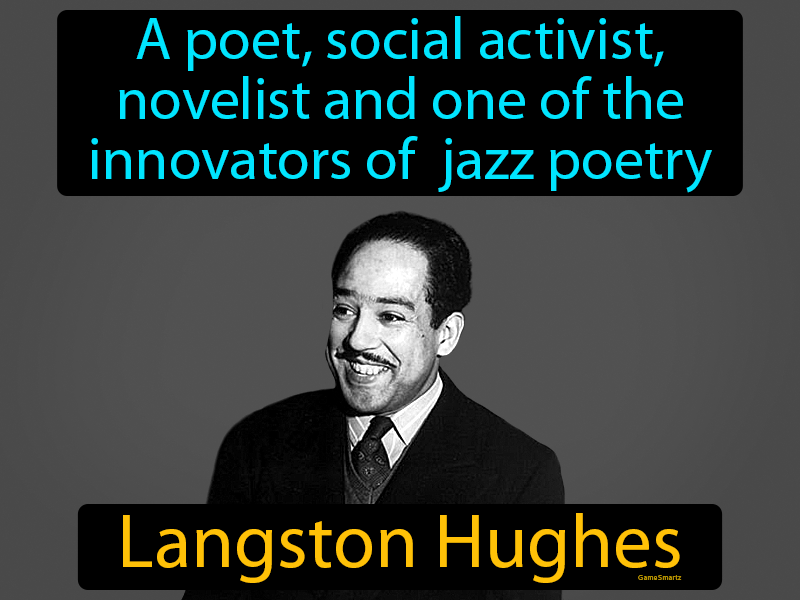 A poet, social activist,
novelist and one of the
innovators of  jazz poetry
Langston Hughes
GameSmartz